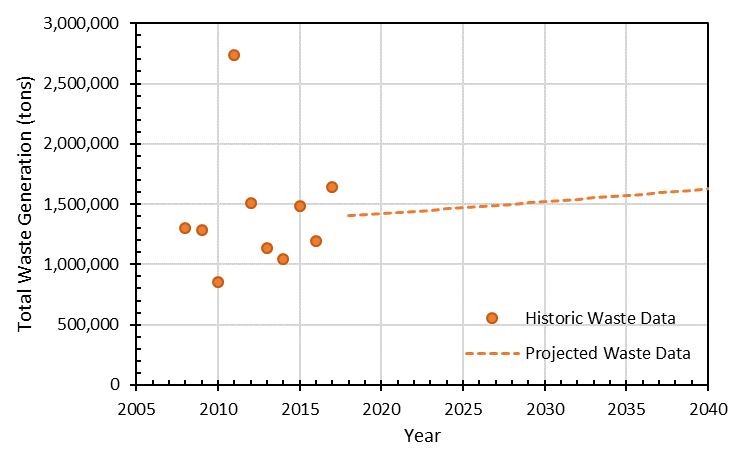 3,000,000
2,500,000
2,000,000
1,500,000
1,000,000
500,000
0
Total Waste Generation (tons)
Historic Waste Data
Projected Waste Data
2005 2010 2015 2020 2025 2030 2035 2040
Year